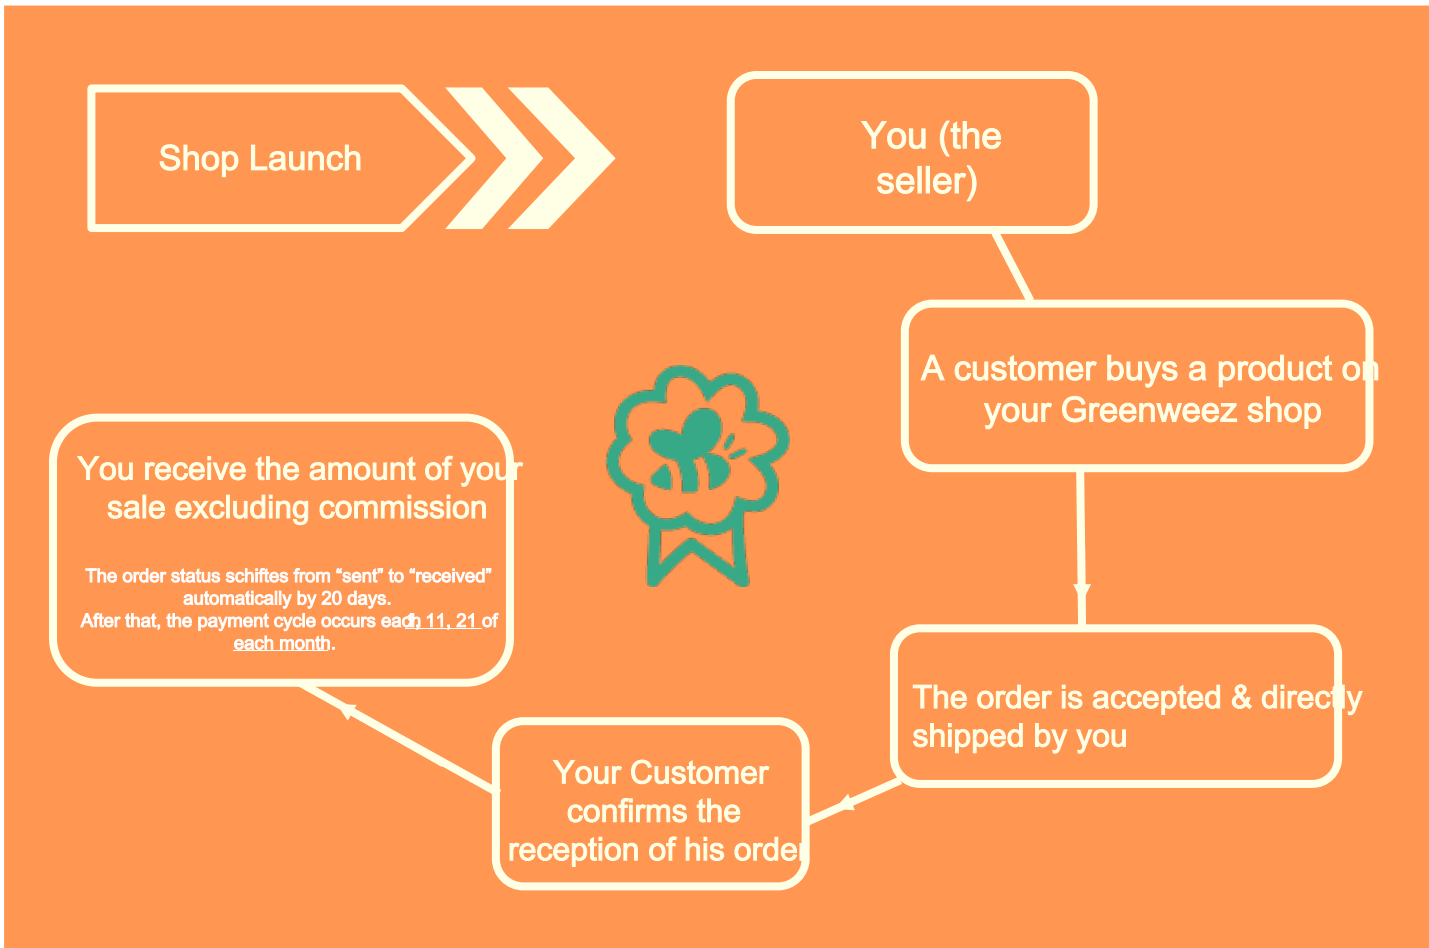 Shop Launch
You (the
seller)
A customer buys a product on
your Greenweez shop
The order is accepted & directly
shipped by you
Your Customer
confirms the
reception of his order
You receive the amount of your
sale excluding commission
The order status schiftes from “sent” to “received”
automatically by 20 days.
After that, the payment cycle occurs each 1, 11, 21 of
each month.